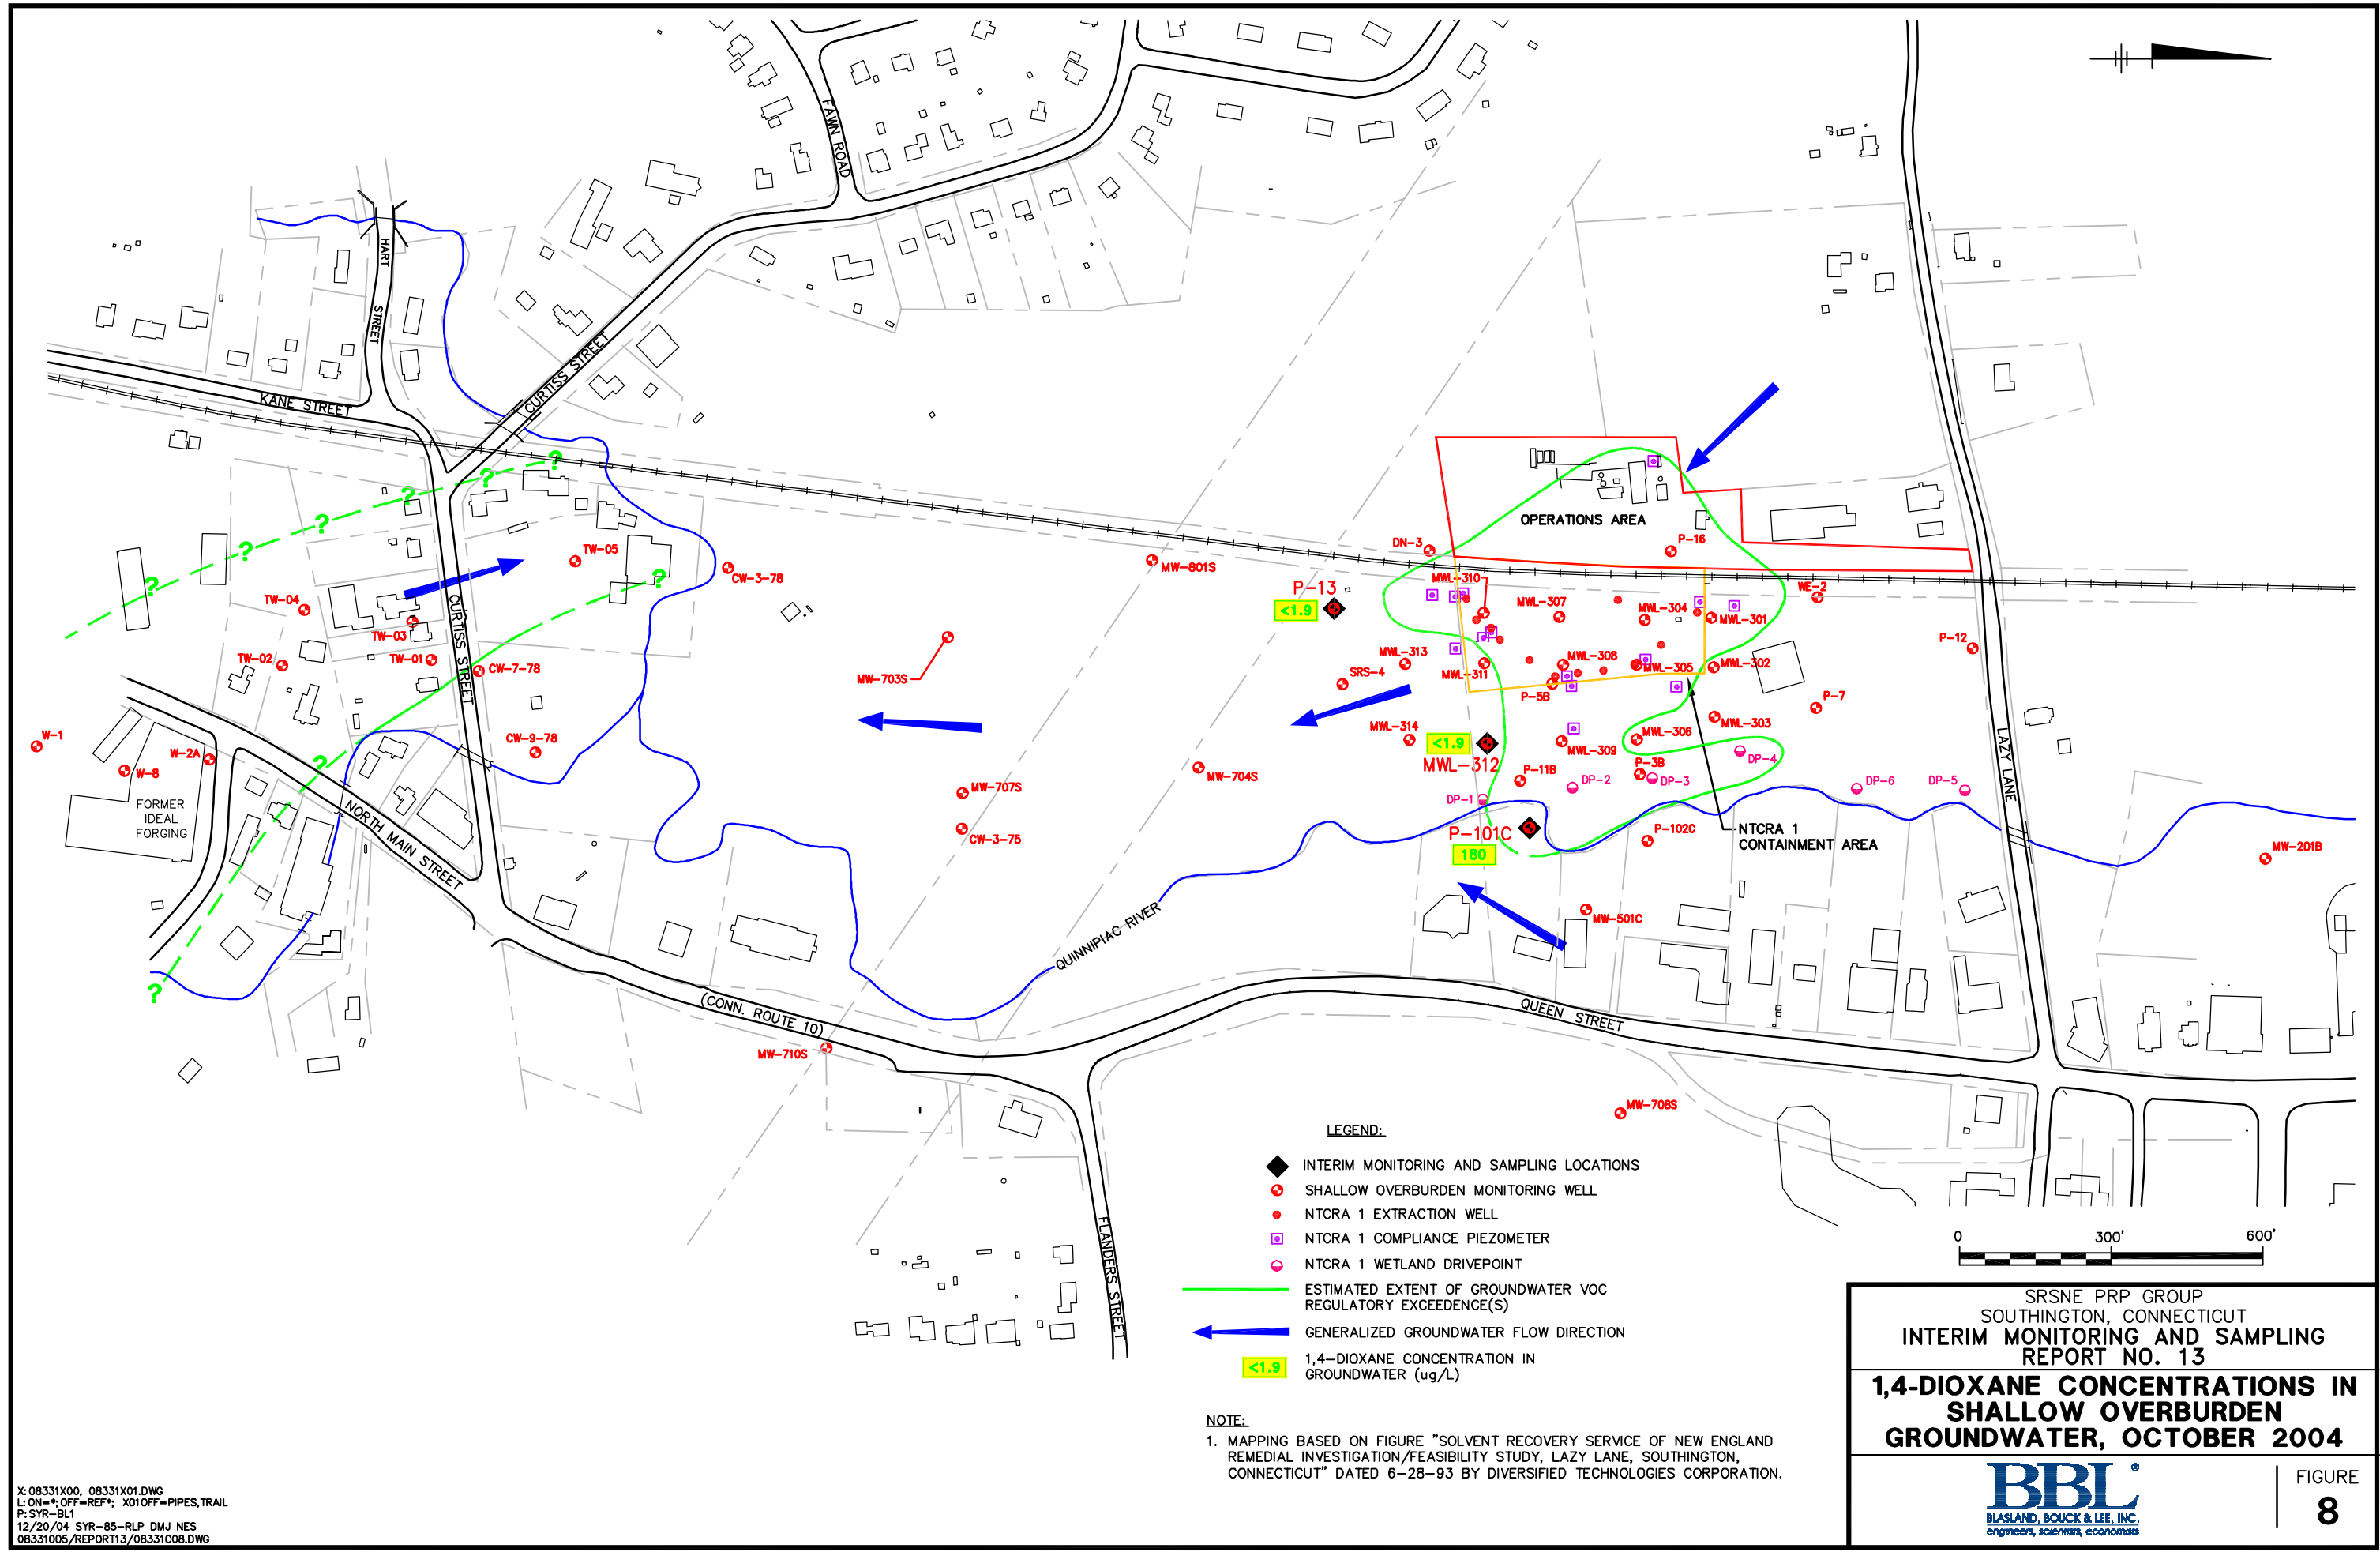 FAWN ROAD
HART
STREET
KANE STREET
CURTISS STREET
OPERATIONS AREA
P-16
DN-3
MWL-310
P-13
<1.9
MW-801S
MWL-307
MWL-304
MWL-301
WE-2
P-12
TW-05
CW-3-78
TW-04
TW-03
TW-02
TW-01
CURTISS STREET
CW-7-78
MW-703S
MWL-313
SRS-4
MWL-311
MWL-308
MWL-305
MWL-302
P-5B
P-7
MWL-303
W-1
W-2A
W-8
CW-9-78
MWL-314
<1.9
MWL-312
MWL-309
MWL-306
DP-4
LAZY LANE
MW-704S
P-11B
P-3B
DP-2
DP-3
DP-6
DP-5
DP-1
MW-707S
CW-3-75
FORMER
IDEAL
FORGING
NORTH MAIN STREET
P-101C
180
P-102C
NTCRA 1
CONTAINMENT AREA
MW-201B
QUINNIPIAC RIVER
MW-501C
(CONN. ROUTE 10)
QUEEN STREET
MW-710S
MW-708S
FLANDERS STREET
?
?
?
?
?
?
?
?
?
LEGEND:
INTERIM MONITORING AND SAMPLING LOCATIONS
SHALLOW OVERBURDEN MONITORING WELL
NTCRA 1 EXTRACTION WELL
NTCRA 1 COMPLIANCE PIEZOMETER
NTCRA 1 WETLAND DRIVEPOINT
ESTIMATED EXTENT OF GROUNDWATER VOC
REGULATORY EXCEEDENCE(S)
GENERALIZED GROUNDWATER FLOW DIRECTION
<1.9
1,4-DIOXANE CONCENTRATION IN
GROUNDWATER (ug/L)
NOTE:
1. MAPPING BASED ON FIGURE "SOLVENT RECOVERY SERVICE OF NEW ENGLAND
REMEDIAL INVESTIGATION/FEASIBILITY STUDY, LAZY LANE, SOUTHINGTON,
CONNECTICUT" DATED 6-28-93 BY DIVERSIFIED TECHNOLOGIES CORPORATION.
0 300' 600'
SRSNE PRP GROUP
SOUTHINGTON, CONNECTICUT
INTERIM MONITORING AND SAMPLING
REPORT NO. 13
1,4-DIOXANE CONCENTRATIONS IN
SHALLOW OVERBURDEN
GROUNDWATER, OCTOBER 2004
BBL®
BLASLAND, BOUCK & LEE, INC.
engineers, scientists, economists
FIGURE
8
X: 08331X00, 08331X01.DWG
L: ON=*; OFF=REF*; X01OFF=PIPES,TRAIL
P: SYR-BL1
12/20/04 SYR-85-RLP DMJ NES
08331005/REPORT13/08331C08.DWG